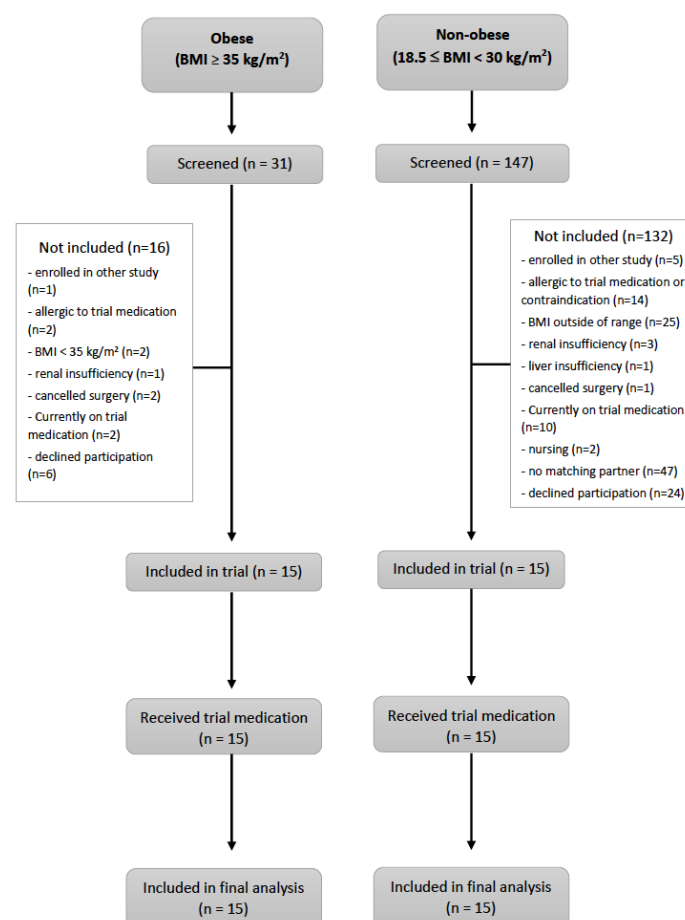 Obese
(BMI ≥ 35 kg/m²)
Screened (n = 31)
Not included (n=16)
- enrolled in other study
(n=1)
- allergic to trial medication
(n=2)
- BMI < 35 kg/m² (n=2)
- renal insufficiency (n=1)
- cancelled surgery (n=2)
- Currently on trial
medication (n=2)
- declined participation
(n=6)
Included in trial (n = 15)
Received trial medication
(n = 15)
Included in final analysis
(n = 15)
Non-obese
(18.5 ≤ BMI < 30 kg/m²)
Screened (n = 147)
Not included (n=132)
- enrolled in other study (n=5)
- allergic to trial medication or
contraindication (n=14)
- BMI outside of range (n=25)
- renal insufficiency (n=3)
- liver insufficiency (n=1)
- cancelled surgery (n=1)
- Currently on trial medication
(n=10)
- nursing (n=2)
- no matching partner (n=47)
- declined participation (n=24)
Included in trial (n = 15)
Received trial medication
(n = 15)
Included in final analysis
(n = 15)